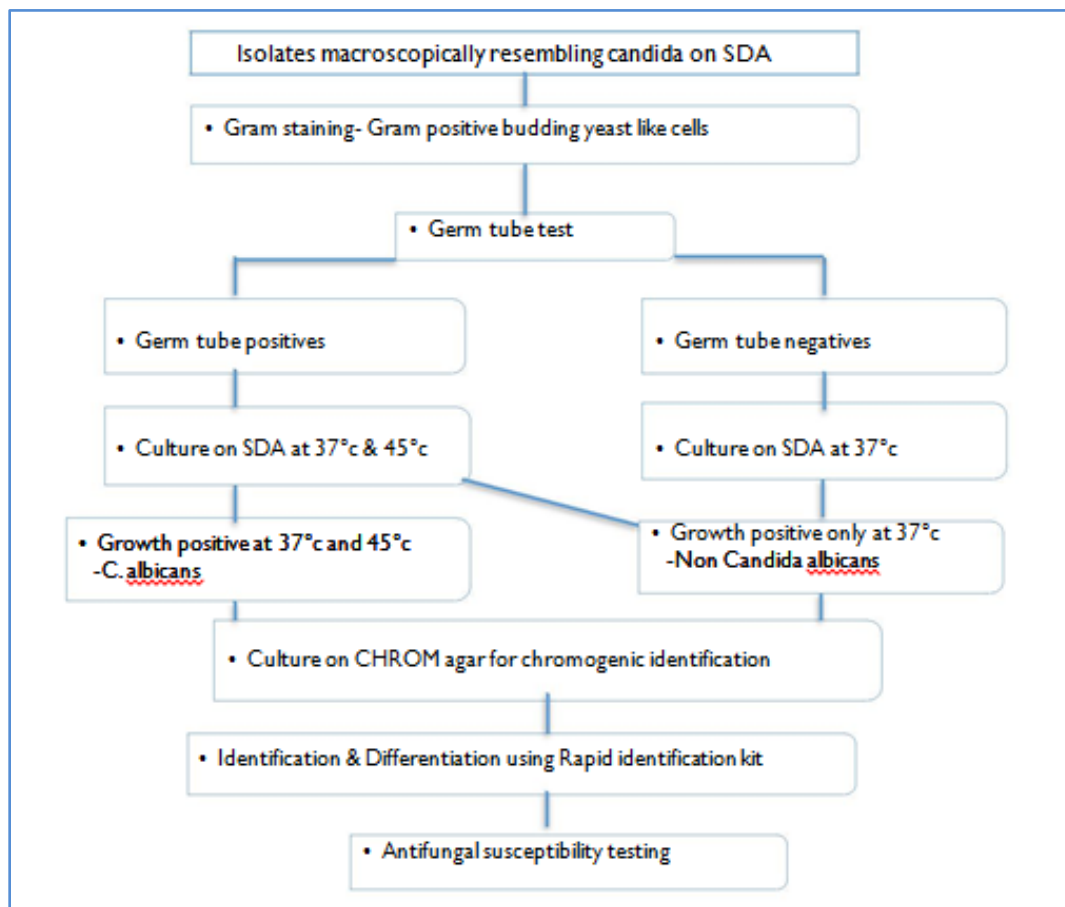 Isolates macroscopically resembling candida on SDA
• Gram staining- Gram positive budding yeast like cells
• Germ tube test
• Germ tube positives
• Germ tube negatives
• Culture on SDA at 37°c & 45°c
• Culture on SDA at 37°c
• Growth positive at 37°c and 45°c
-C. albicans
• Growth positive only at 37°c
-Non Candida albicans
• Culture on CHROM agar for chromogenic identification
• Identification & Differentiation using Rapid identification kit
• Antifungal susceptibility testing